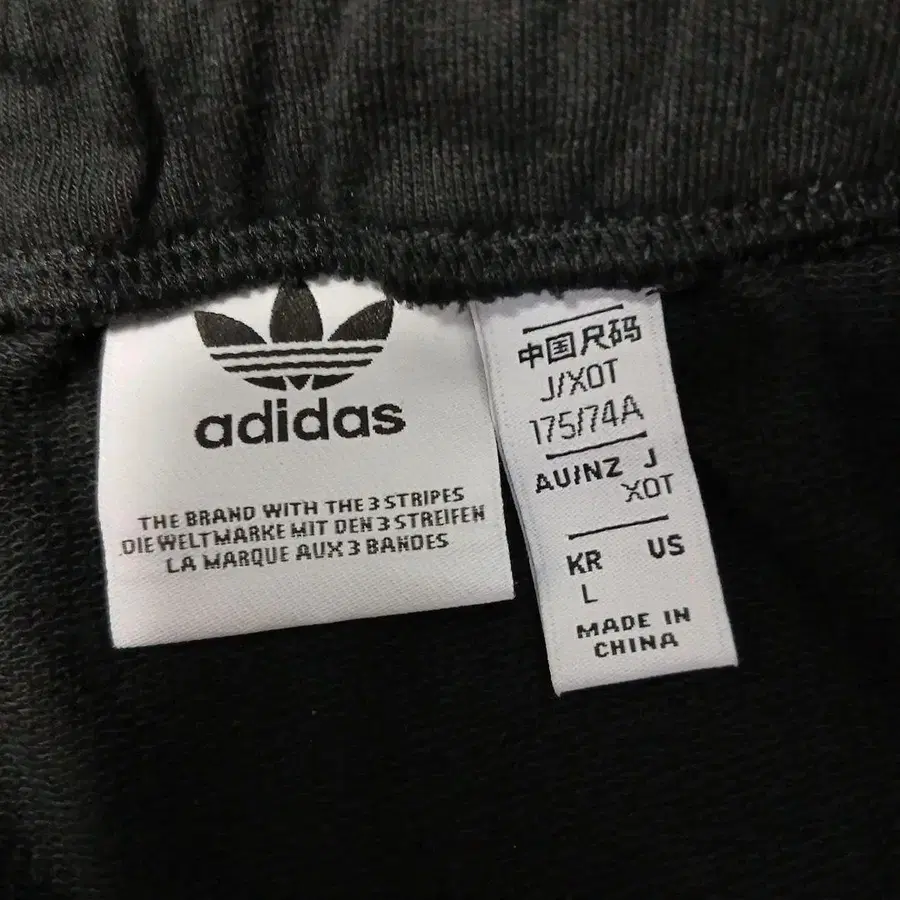 adidas
THE BRAND WITH THE 3 STRIPES
DIE WELTMARKE MIT DEN 3 STREIFEN
LA MARQUE AUX 3 BANDES
中国尺码
J/XOT
175/74A
AU/NZ J
XOT
KR US
L
MADE IN
CHINA